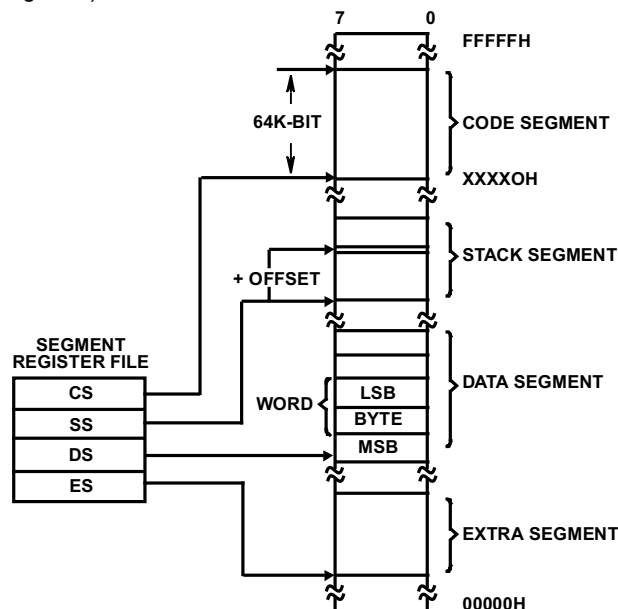 7 0
FFFFFH
64K-BIT
CODE SEGMENT
XXXXOH
STACK SEGMENT
+ OFFSET
SEGMENT
REGISTER FILE
CS
SS
DS
ES
WORD
LSB
BYTE
MSB
DATA SEGMENT
EXTRA SEGMENT
00000H